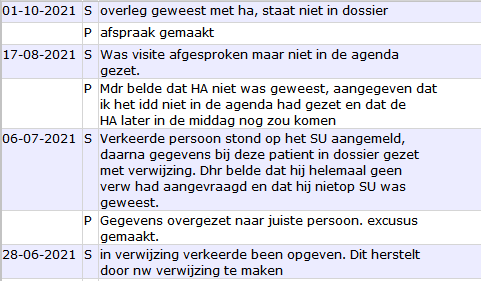 01-10-2021 S overleg geweest met ha, staat niet in dossier
P afspraak gemaakt
17-08-2021 S Was visite afgesproken maar niet in de agenda
gezet.
P Mdr belde dat HA niet was geweest, aangegeven dat
ik het idd niet in de agenda had gezet en dat de
HA later in de middag nog zou komen
06-07-2021 S Verkeerde persoon stond op het SU aangemeld,
daarna gegevens bij deze patient in dossier gezet
met verwijzing. Dhr belde dat hij helemaal geen
verw had aangevraagd en dat hij nietop SU was
geweest.
P Gegevens overgezet naar juiste persoon. excusus
gemaakt.
28-06-2021 S in verwijzing verkeerde been opgeven. Dit herstelt
door nw verwijzing te maken